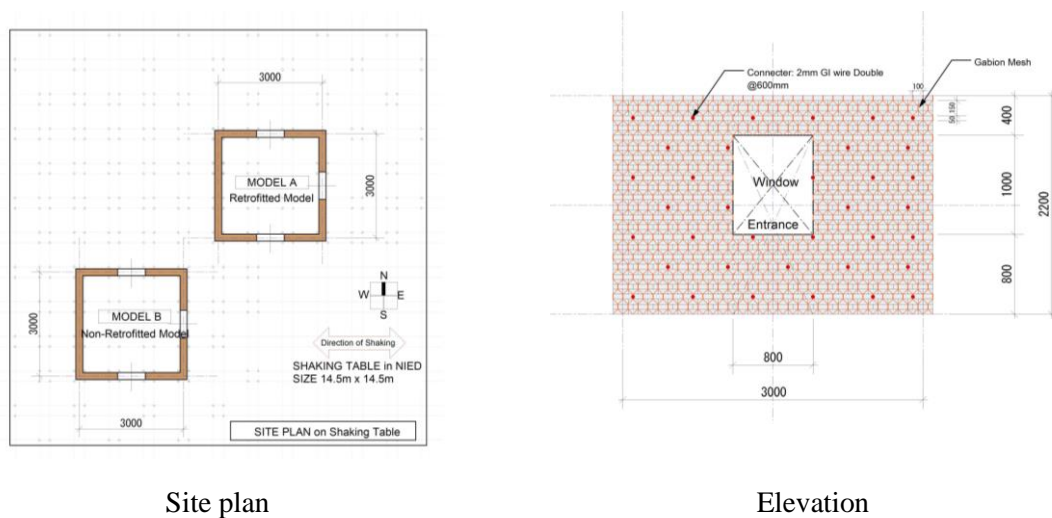 3000
3000
MODEL A
Retrofitted Model
3000
MODEL B
Non-Retrofitted Model
3000
N
W E
S
Direction of Shaking
SHAKING TABLE in NIED
SIZE 14.5m x 14.5m
SITE PLAN on Shaking Table
Site plan
Connecter: 2mm GI wire Double
@600mm
Gabion Mesh
100
50 150
400
Window
1000
2200
Entrance
800
800
3000
Elevation